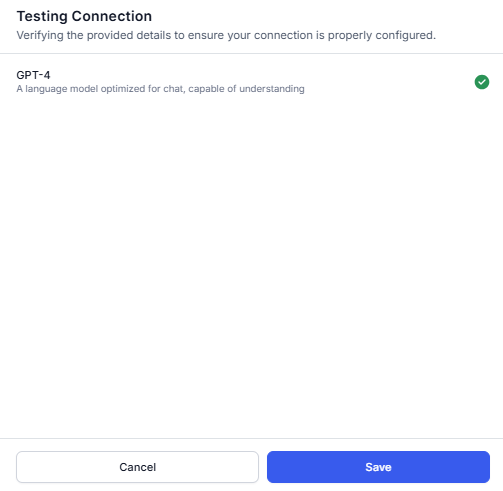 Testing Connection
Verifying the provided details to ensure your connection is properly configured.
GPT-4
A language model optimized for chat, capable of understanding
Cancel
Save